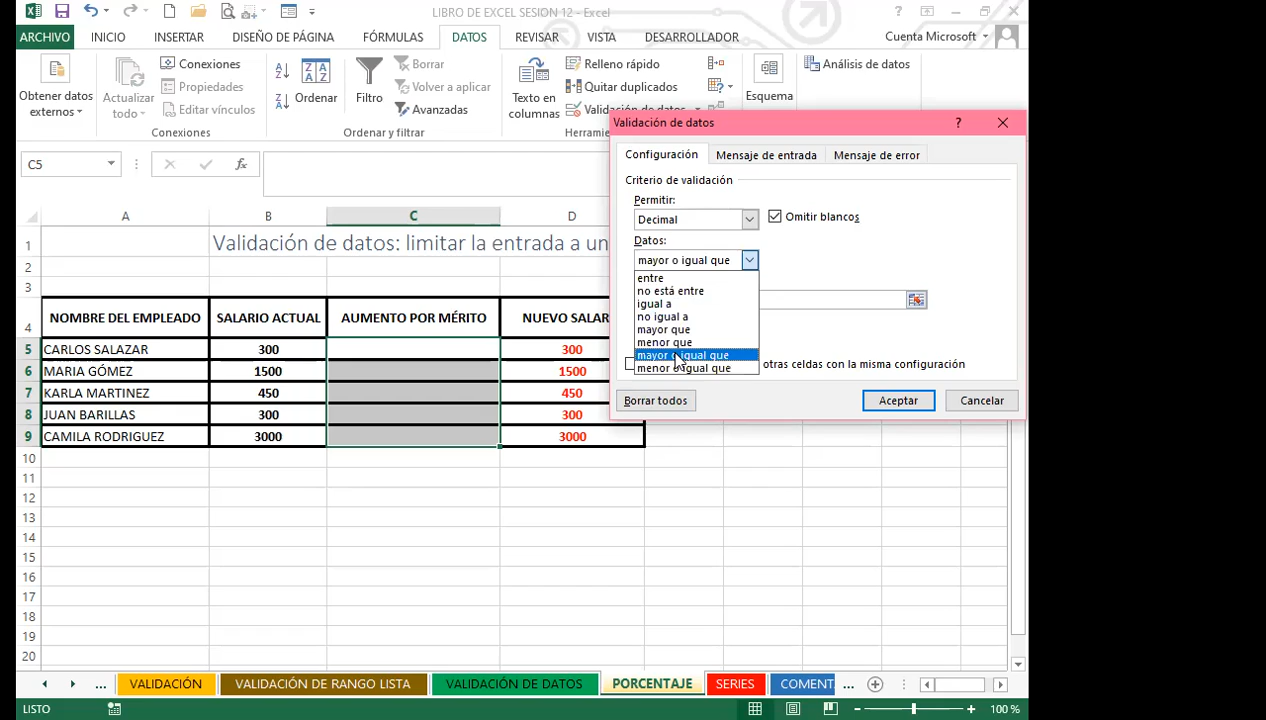 LIBRO DE EXCEL SESION 12 - Excel
?
ARCHIVO INICIO INSERTAR DISEÑO DE PÁGINA FÓRMULAS DATOS REVISAR VISTA DESARROLLADOR Cuenta Microsoft
Obtener datos externos
Actualizar todo
Conexiones
Propiedades
Editar vínculos
Conexiones
Ordenar
Filtro
Borrar
Volver a aplicar
Avanzadas
Ordenar y filtrar
Texto en columnas
Relleno rápido
Quitar duplicados
Validación de datos
Herramie
Esquema
Análisis de datos
C5
fx
Validación de datos
?
Configuración Mensaje de entrada Mensaje de error
Criterio de validación
Permitir:
Decimal
Omitir blancos
Datos:
mayor o igual que
entre
no está entre
igual a
no igual a
mayor que
menor que
mayor o igual que
menor o igual que
otras celdas con la misma configuración
Borrar todos Aceptar Cancelar
A B C D
1 Validación de datos: limitar la entrada a un
2
3
4 NOMBRE DEL EMPLEADO SALARIO ACTUAL AUMENTO POR MÉRITO NUEVO SALAR
5 CARLOS SALAZAR 300 300
6 MARIA GÓMEZ 1500 1500
7 KARLA MARTINEZ 450 450
8 JUAN BARILLAS 300 300
9 CAMILA RODRIGUEZ 3000 3000
10
11
12
13
14
15
16
17
18
19
20
... VALIDACIÓN VALIDACIÓN DE RANGO LISTA VALIDACIÓN DE DATOS PORCENTAJE SERIES COMENT ...
LISTO 100 %